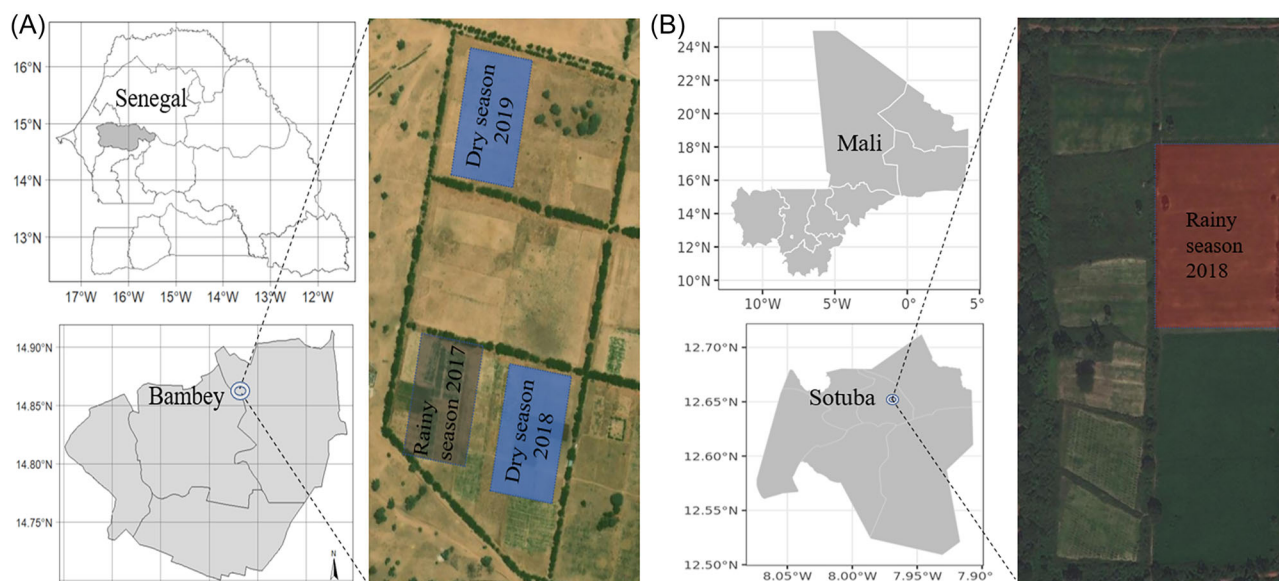 (A)
16°N
Senegal
15°N
14°N
13°N
17°W 16°W 15°W 14°W 13°W 12°W
14.90°N
Bambey
14.85°N
14.80°N
14.75°N
N
Dry season
2019
Rainy
season 2017
Dry season
2018
(B)
24°N
22°N
20°N
18°N
Mali
16°N
14°N
12°N
10°N
10°W 5°W 0°C 5°
12.70°N
Sotuba
12.65°N
12.60°N
12.55°N
12.50°N
8.05°W 8.00°W 7.95°W 7.90°
Rainy
season
2018